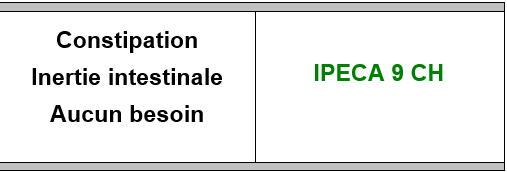 Constipation
Inertie intestinale
Aucun besoin
IPECA 9 CH